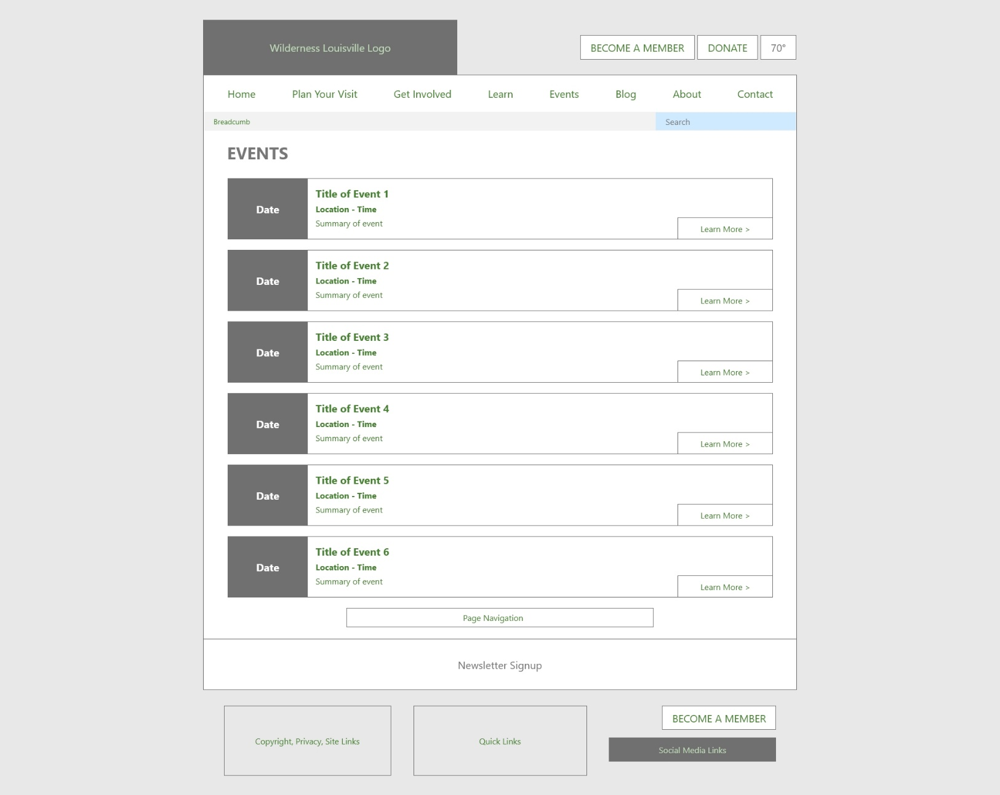 Wilderness Louisville Logo
BECOME A MEMBER
DONATE
70°
Home
Plan Your Visit
Get Involved
Learn
Events
Blog
About
Contact
Breadcumb
Search
EVENTS
Date
Title of Event 1
Location - Time
Summary of event
Learn More >
Date
Title of Event 2
Location - Time
Summary of event
Learn More >
Date
Title of Event 3
Location - Time
Summary of event
Learn More >
Date
Title of Event 4
Location - Time
Summary of event
Learn More >
Date
Title of Event 5
Location - Time
Summary of event
Learn More >
Date
Title of Event 6
Location - Time
Summary of event
Learn More >
Page Navigation
Newsletter Signup
Copyright, Privacy, Site Links
Quick Links
BECOME A MEMBER
Social Media Links